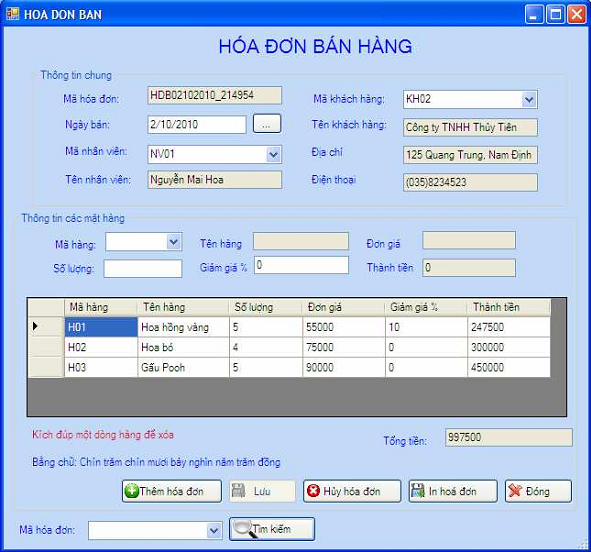 HOA DON BAN
HÓA ĐƠN BÁN HÀNG
Thông tin chung
Mã hóa đơn: HDB02102010_214954 Mã khách hàng: KH02
Ngày bán: 2/10/2010 ... Tên khách hàng: Công ty TNHH Thủy Tiên
Mã nhân viên: NV01 Địa chỉ 125 Quang Trung, Nam Định
Tên nhân viên: Nguyễn Mai Hoa Điện thoại (035)8234523
Thông tin các mặt hàng
Mã hàng: Tên hàng Đơn giá
Số lượng: Giảm giá % 0 Thành tiền 0
Mã hàng Tên hàng Số lượng Đơn giá Giảm giá % Thành tiền
H01 Hoa hồng vàng 5 55000 10 247500
H02 Hoa bó 4 75000 0 300000
H03 Gấu Pooh 5 90000 0 450000
Kích đúp một dòng hàng để xóa Tổng tiền: 997500
Bằng chữ: Chín trăm chín mươi bảy nghìn năm trăm đồng
Thêm hóa đơn Lưu Hủy hóa đơn In hoá đơn Đóng
Mã hóa đơn: Tìm kiếm